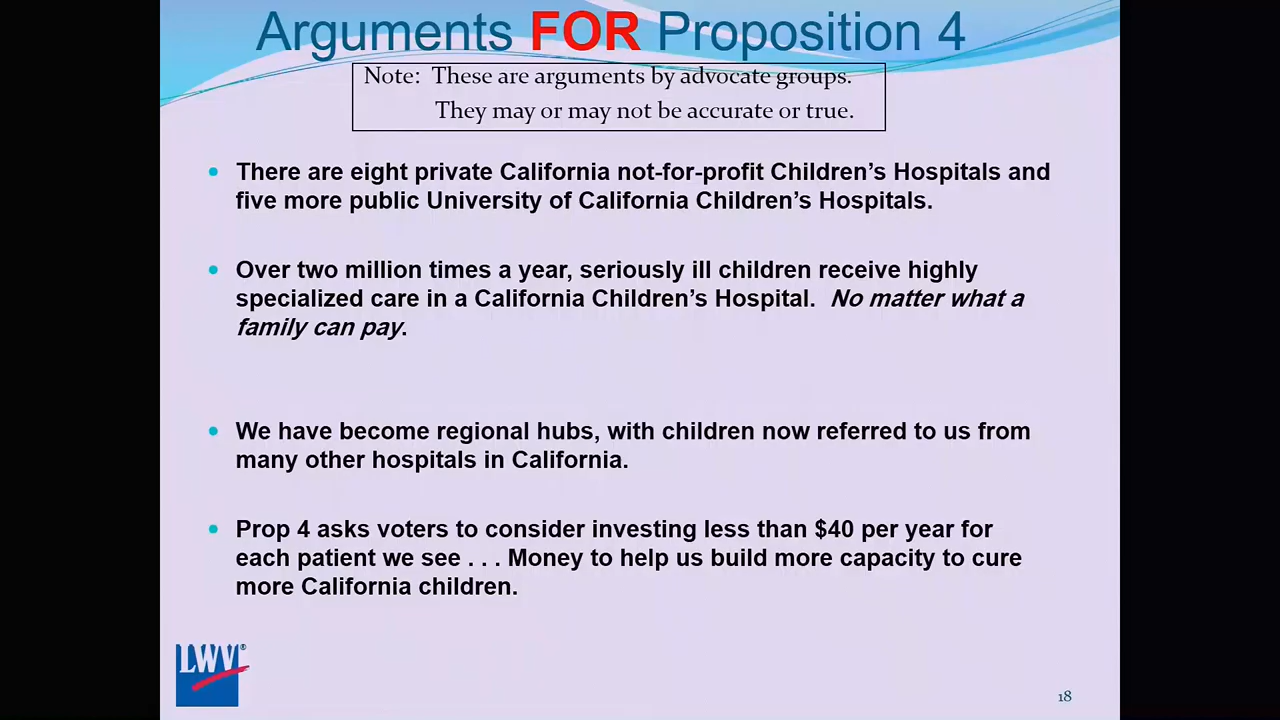 Arguments FOR Proposition 4
Note: These are arguments by advocate groups.
They may or may not be accurate or true.
• There are eight private California not-for-profit Children's Hospitals and
five more public University of California Children's Hospitals.
• Over two million times a year, seriously ill children receive highly
specialized care in a California Children's Hospital. No matter what a
family can pay.
• We have become regional hubs, with children now referred to us from
many other hospitals in California.
• Prop 4 asks voters to consider investing less than $40 per year for
each patient we see . . . Money to help us build more capacity to cure
more California children.
LWV®
18